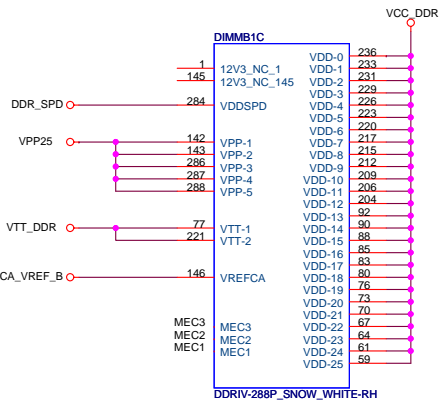 VCC_DDR
DIMMB1C
1 12V3_NC_1
145 12V3_NC_145
DDR_SPD 284 VDDSPD
VPP25 142 VPP-1
143 VPP-2
286 VPP-3
287 VPP-4
288 VPP-5
VTT_DDR 77 VTT-1
221 VTT-2
CA_VREF_B 146 VREFCA
MEC3 MEC3
MEC2 MEC2
MEC1 MEC1
VDD-0 236
VDD-1 233
VDD-2 231
VDD-3 229
VDD-4 226
VDD-5 223
VDD-6 220
VDD-7 217
VDD-8 215
VDD-9 212
VDD-10 209
VDD-11 206
VDD-12 204
VDD-13 92
VDD-14 90
VDD-15 88
VDD-16 85
VDD-17 83
VDD-18 80
VDD-19 76
VDD-20 73
VDD-21 70
VDD-22 67
VDD-23 64
VDD-24 61
VDD-25 59
DDRIV-288P_SNOW_WHITE-RH